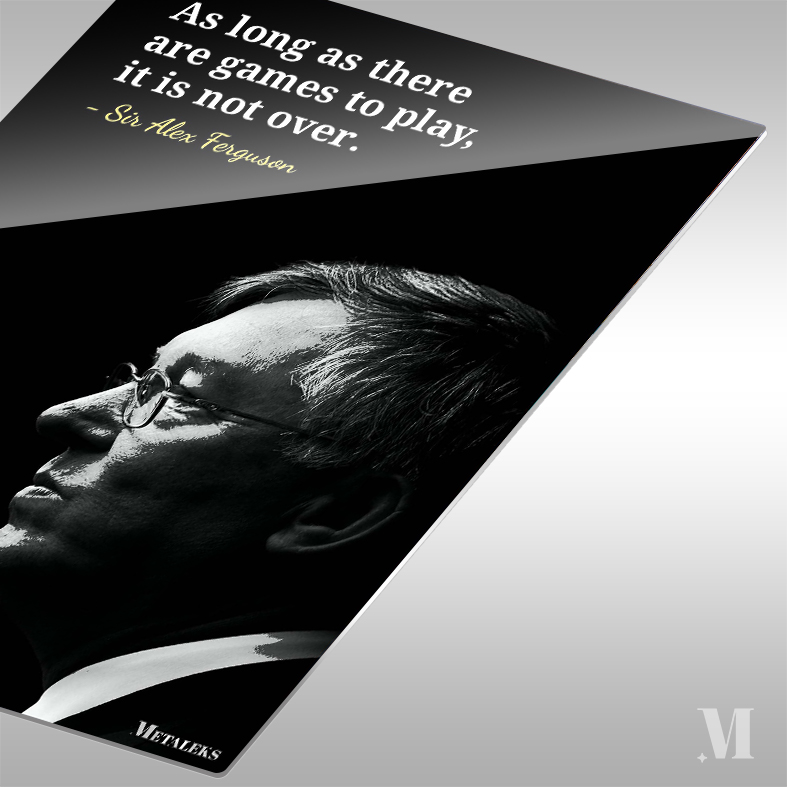 As long as there
are games to play,
it is not over.
- Sir Alex Ferguson
METALEKS
M